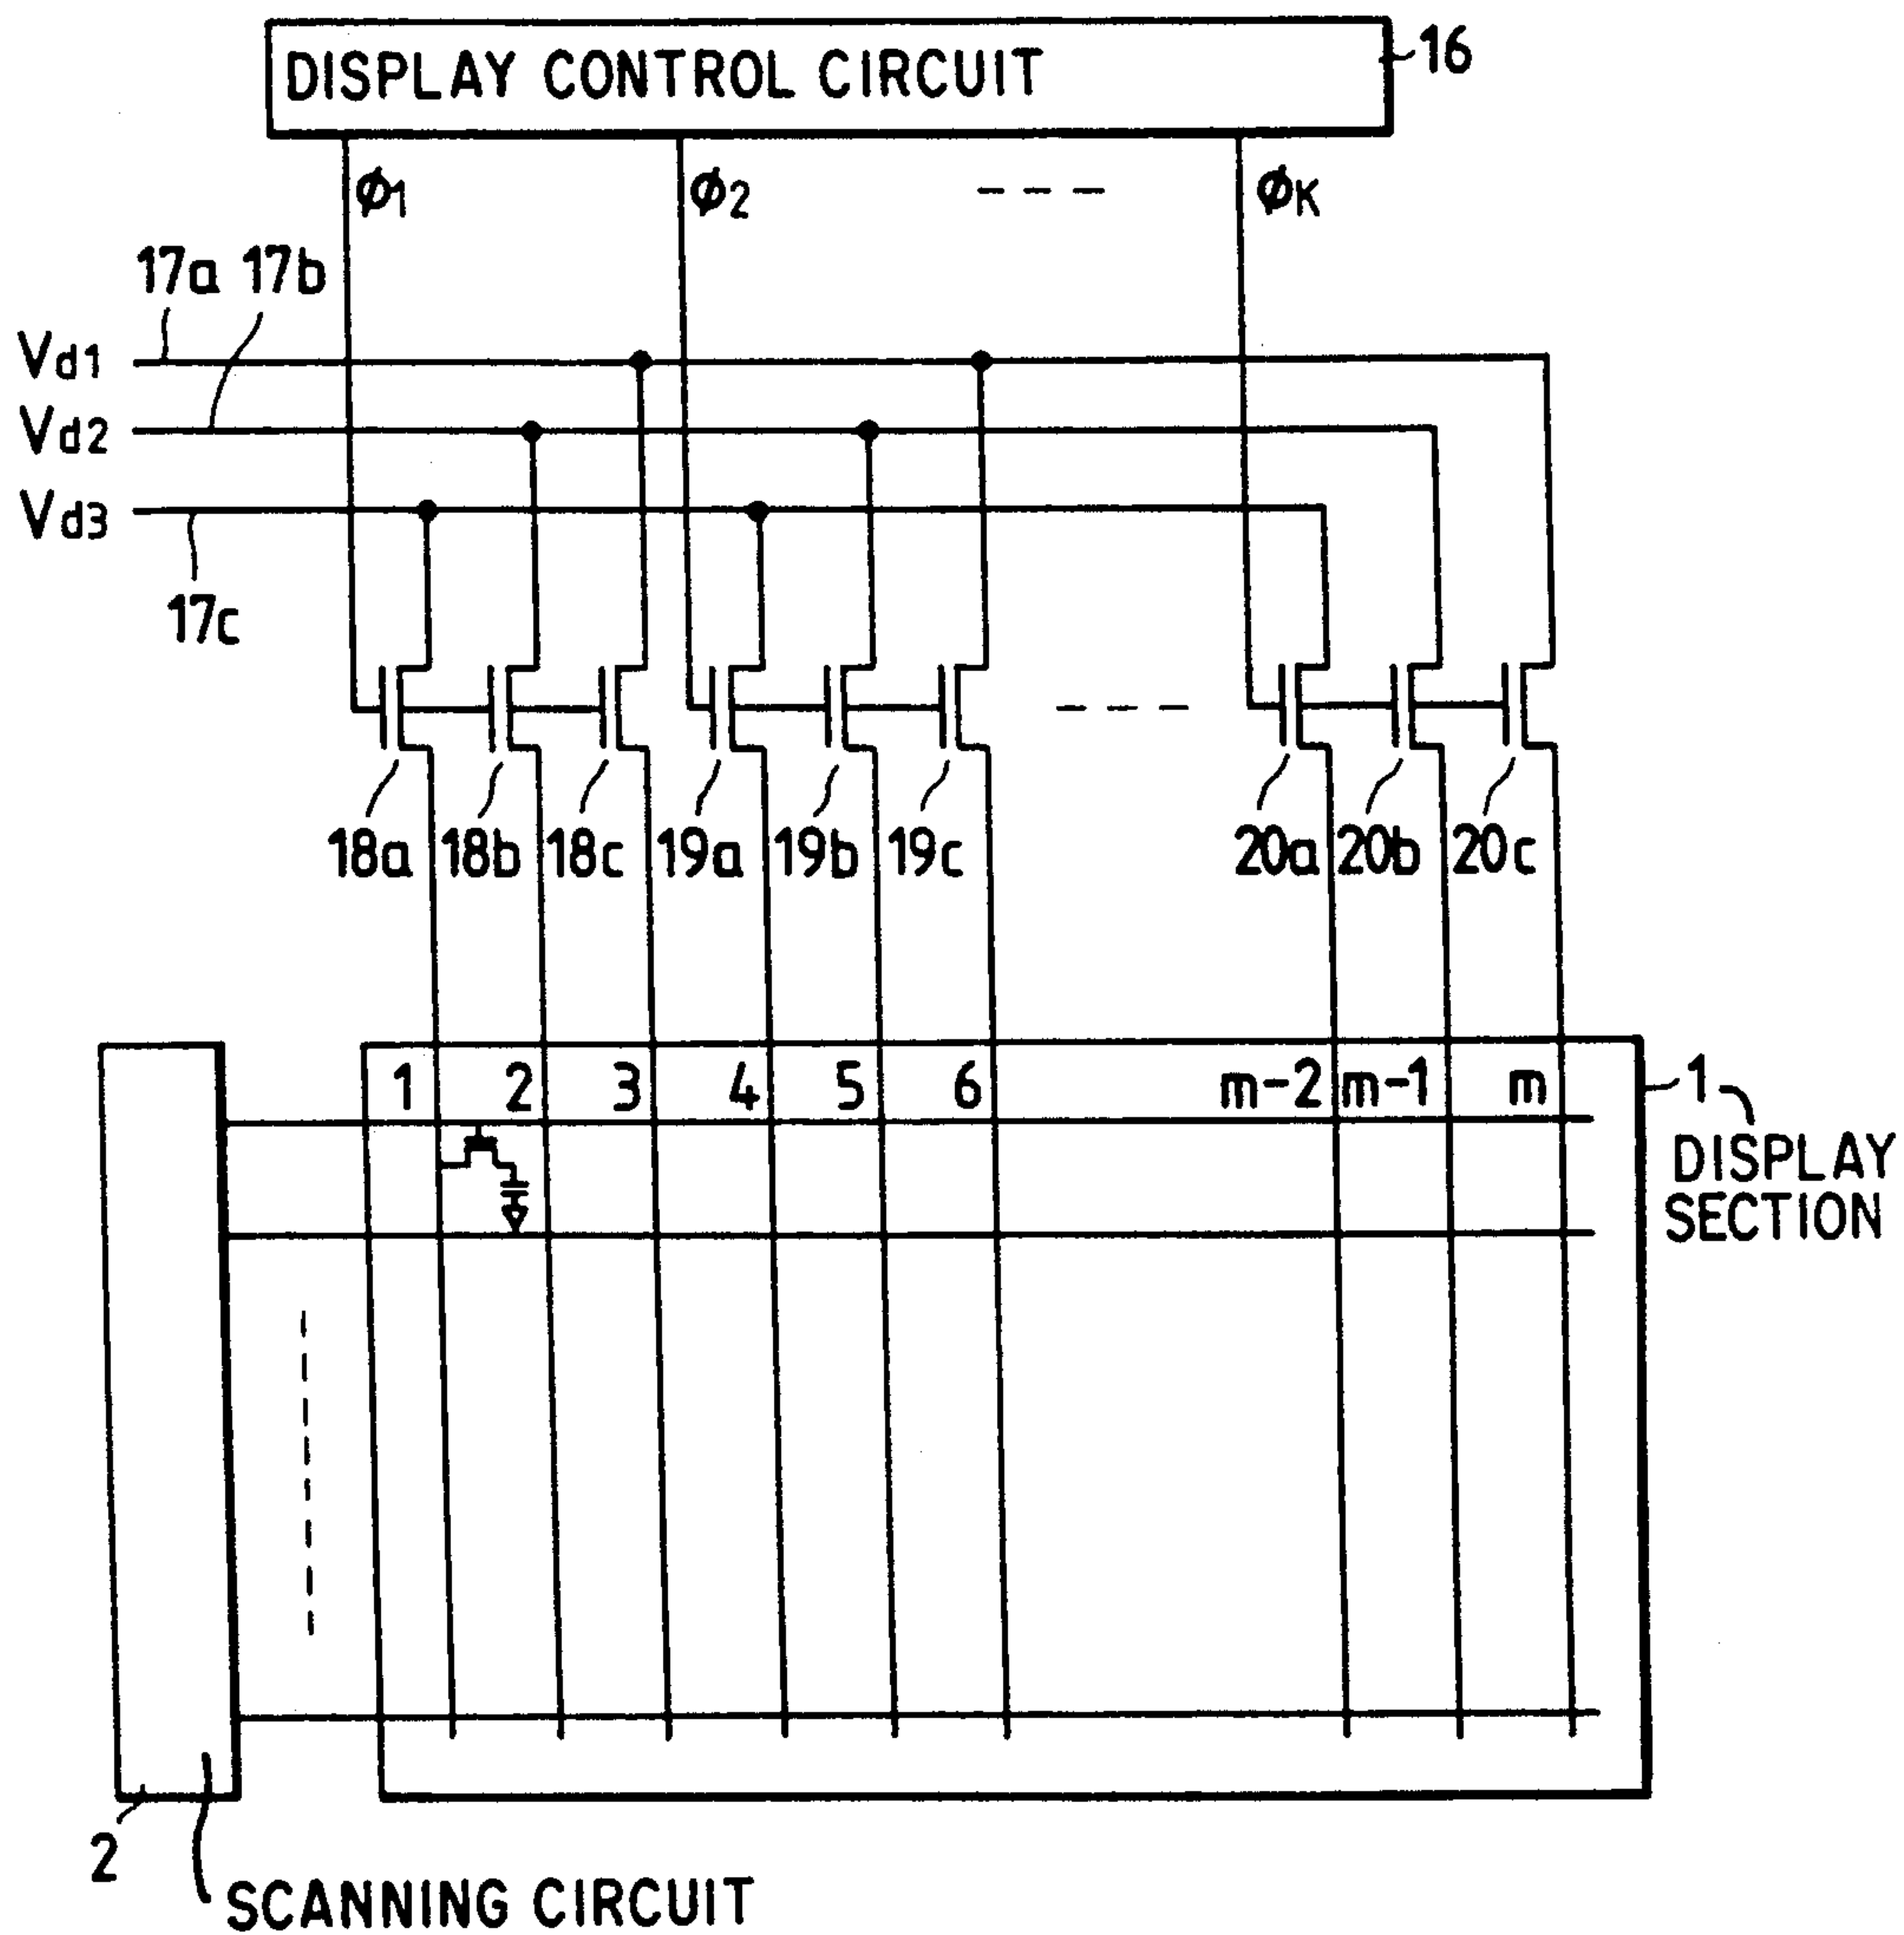 DISPLAY CONTROL CIRCUIT
16
ϕ1 ϕ2 --- ϕK
17a 17b
Vd1
Vd2
Vd3
17c
---
18a 18b 18c 19a 19b 19c 20a 20b 20c
1 2 3 4 5 6 m-2 m-1 m
1
DISPLAY
SECTION
2
SCANNING CIRCUIT